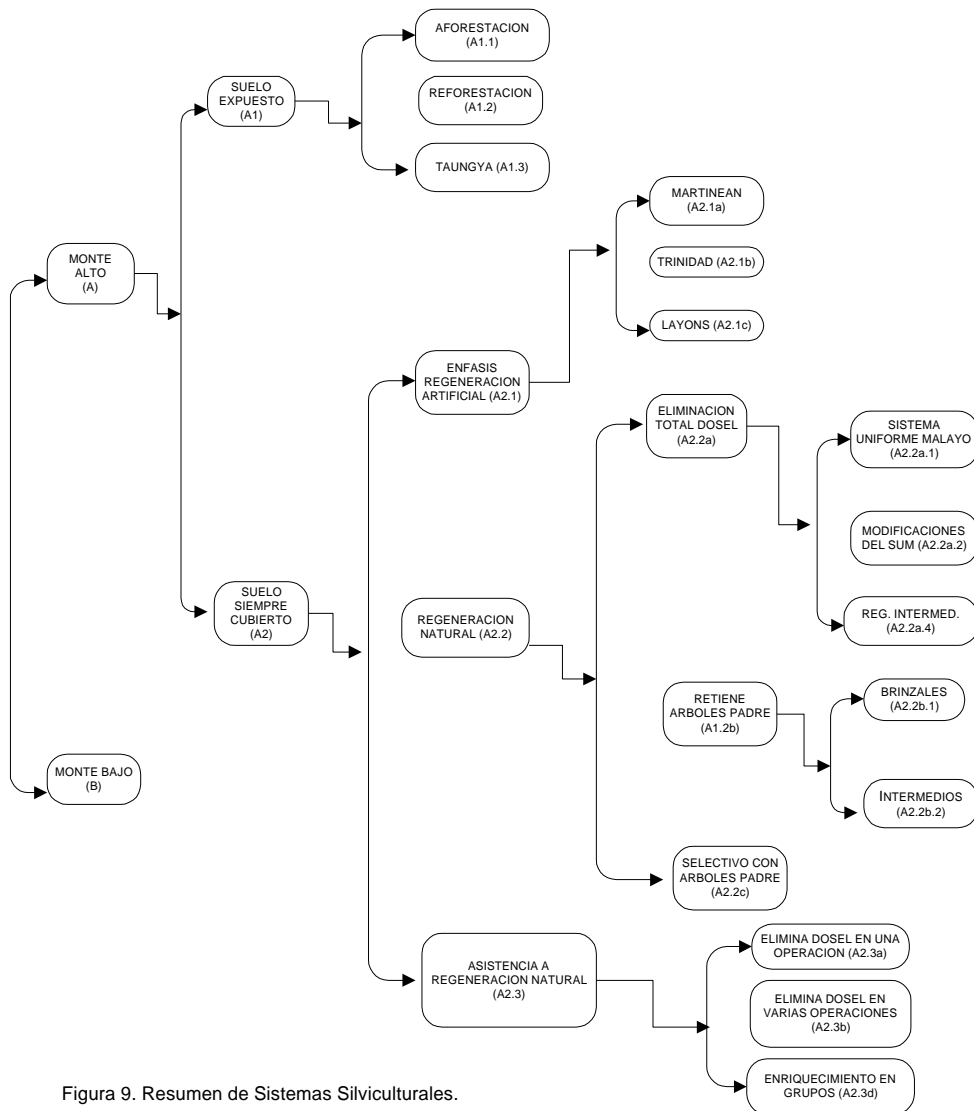 AFORESTACION
(A1.1)
SUELO
EXPUESTO
(A1)
REFORESTACION
(A1.2)
TAUNGYA (A1.3)
MARTINEAN
(A2.1a)
MONTE
ALTO
(A)
TRINIDAD (A2.1b)
LAYONS (A2.1c)
ENFASIS
REGENERACION
ARTIFICIAL (A2.1)
ELIMINACION
TOTAL DOSEL
(A2.2a)
SISTEMA
UNIFORME MALAYO
(A2.2a.1)
MODIFICACIONES
DEL SUM (A2.2a.2)
SUELO
SIEMPRE
CUBIERTO
(A2)
REGENERACION
NATURAL (A2.2)
REG. INTERMED.
(A2.2a.4)
RETIENE
ARBOLES PADRE
(A1.2b)
BRINZALES
(A2.2b.1)
MONTE BAJO
(B)
INTERMEDIOS
(A2.2b.2)
SELECTIVO CON
ARBOLES PADRE
(A2.2c)
ASISTENCIA A
REGENERACION NATURAL
(A2.3)
ELIMINA DOSEL EN UNA
OPERACION (A2.3a)
ELIMINA DOSEL EN
VARIAS OPERACIONES
(A2.3b)
ENRIQUECIMIENTO EN
GRUPOS (A2.3d)
Figura 9. Resumen de Sistemas Silviculturales.